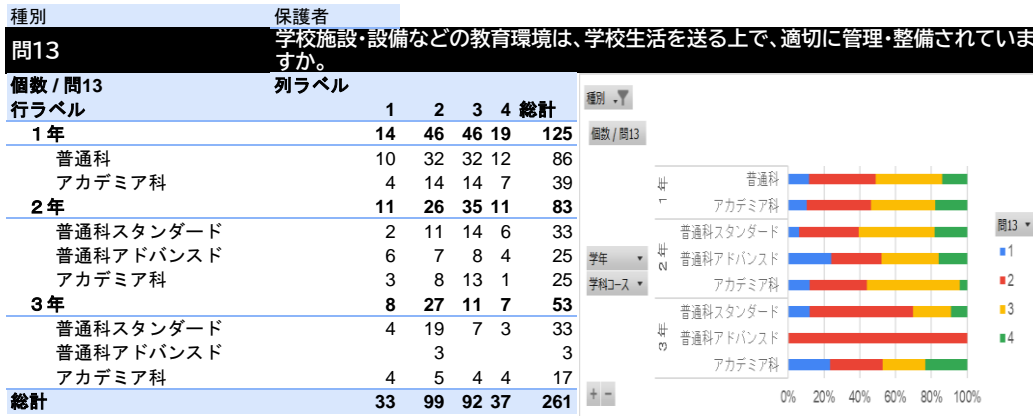 種別 保護者
問13 学校施設・設備などの教育環境は、学校生活を送る上で、適切に管理・整備されていま
すか。
個数 / 問13 列ラベル
行ラベル 1 2 3 4 総計
1年 14 46 46 19 125
普通科 10 32 32 12 86
アカデミア科 4 14 14 7 39
2年 11 26 35 11 83
普通科スタンダード 2 11 14 6 33
普通科アドバンスド 6 7 8 4 25
アカデミア科 3 8 13 1 25
3年 8 27 11 7 53
普通科スタンダード 4 19 7 3 33
普通科アドバンスド 3 3
アカデミア科 4 5 4 4 17
総計 33 99 92 37 261
種別
個数 / 問13
学年
学科コース
1年
普通科
アカデミア科
2年
普通科スタンダード
普通科アドバンスド
アカデミア科
3年
普通科スタンダード
普通科アドバンスド
アカデミア科
0% 20% 40% 60% 80% 100%
問13
1
2
3
4
+ -